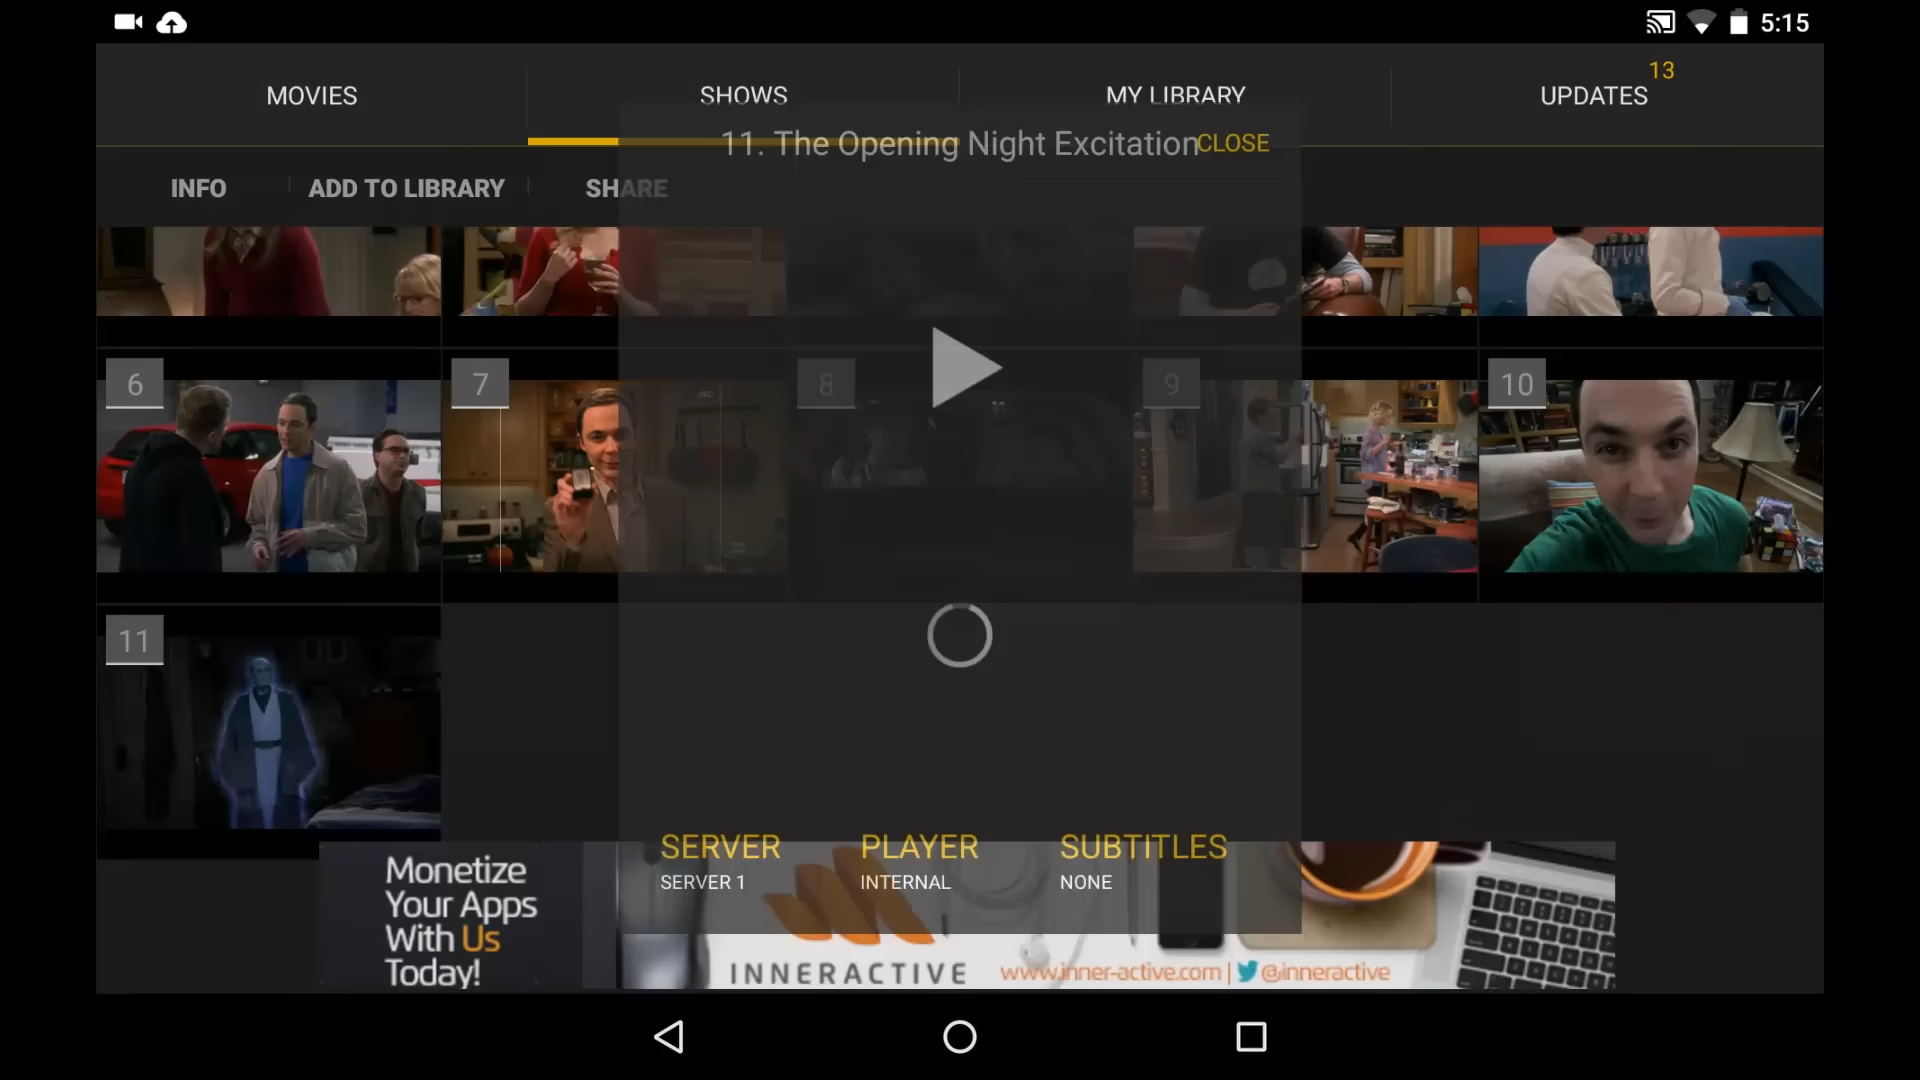 5:15
MOVIES
SHOWS
MY LIBRARY
UPDATES
13
11. The Opening Night Excitation
CLOSE
INFO
ADD TO LIBRARY
SHARE
6
7
8
9
10
11
SERVER
SERVER 1
PLAYER
INTERNAL
SUBTITLES
NONE
Monetize
Your Apps
With Us
Today!
INNERACTIVE
www.inner-active.com |
@inneractive